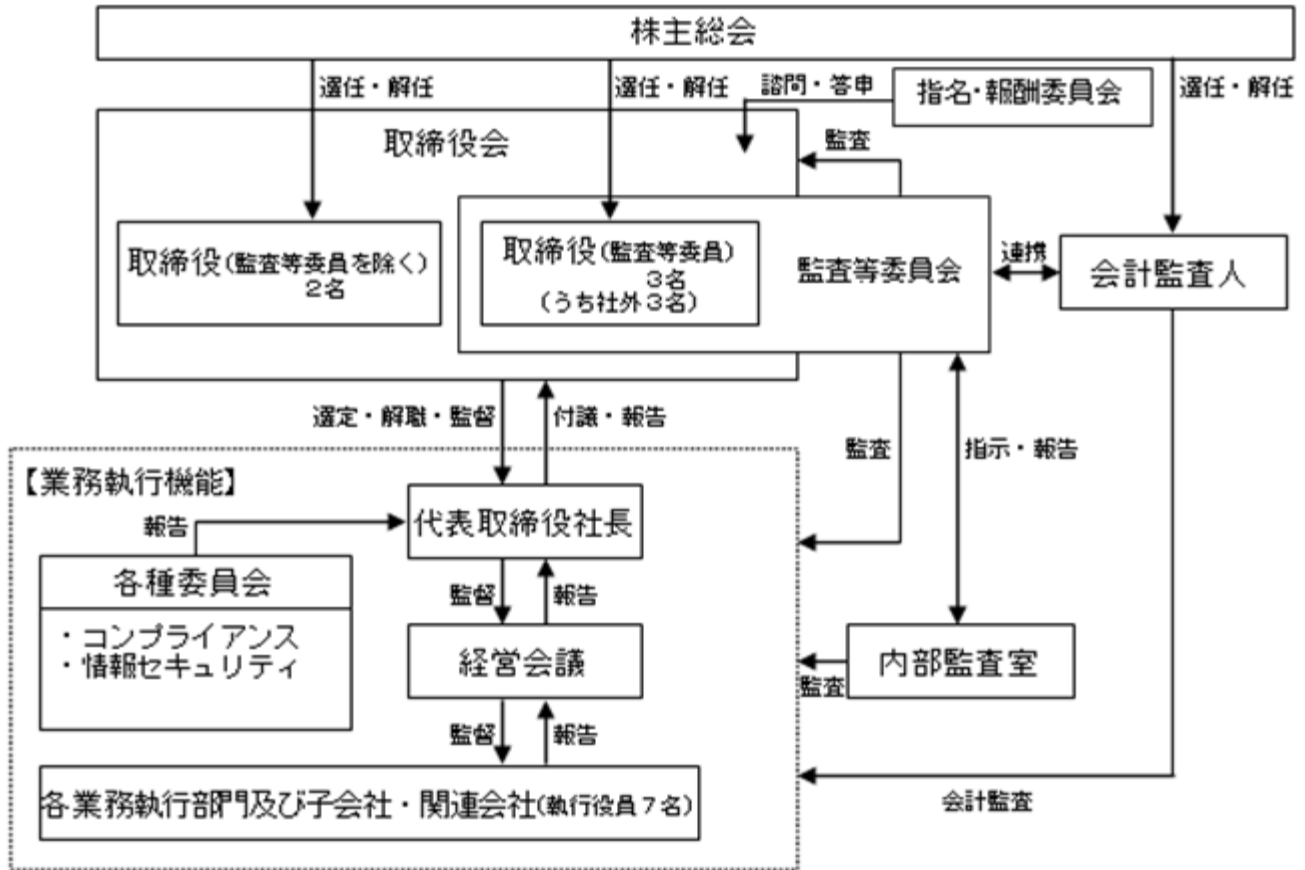 株主総会
選任・解任
選任・解任
諮問・答申
指名・報酬委員会
選任・解任
取締役会
監査
取締役(監査等委員を除く)
2名
取締役(監査等委員)
3名
(うち社外3名)
監査等委員会
連携
会計監査人
選定・解職・監督
付議・報告
監査
指示・報告
【業務執行機能】
報告
代表取締役社長
各種委員会
・コンプライアンス
・情報セキュリティ
監督
報告
経営会議
内部監査室
監査
監督
報告
各業務執行部門及び子会社・関連会社(執行役員7名)
会計監査